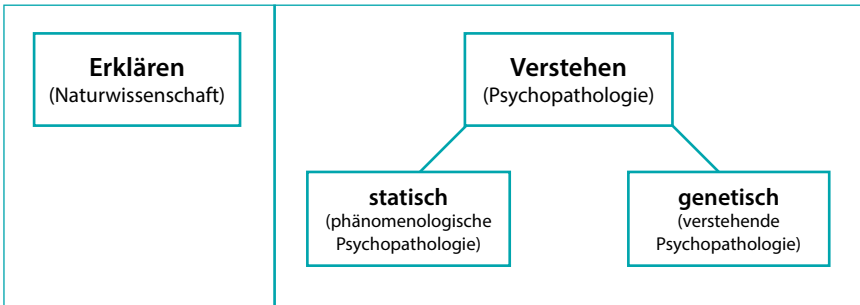 Erklären
(Naturwissenschaft)
Verstehen
(Psychopathologie)
statisch
(phänomenologische
Psychopathologie)
genetisch
(verstehende
Psychopathologie)